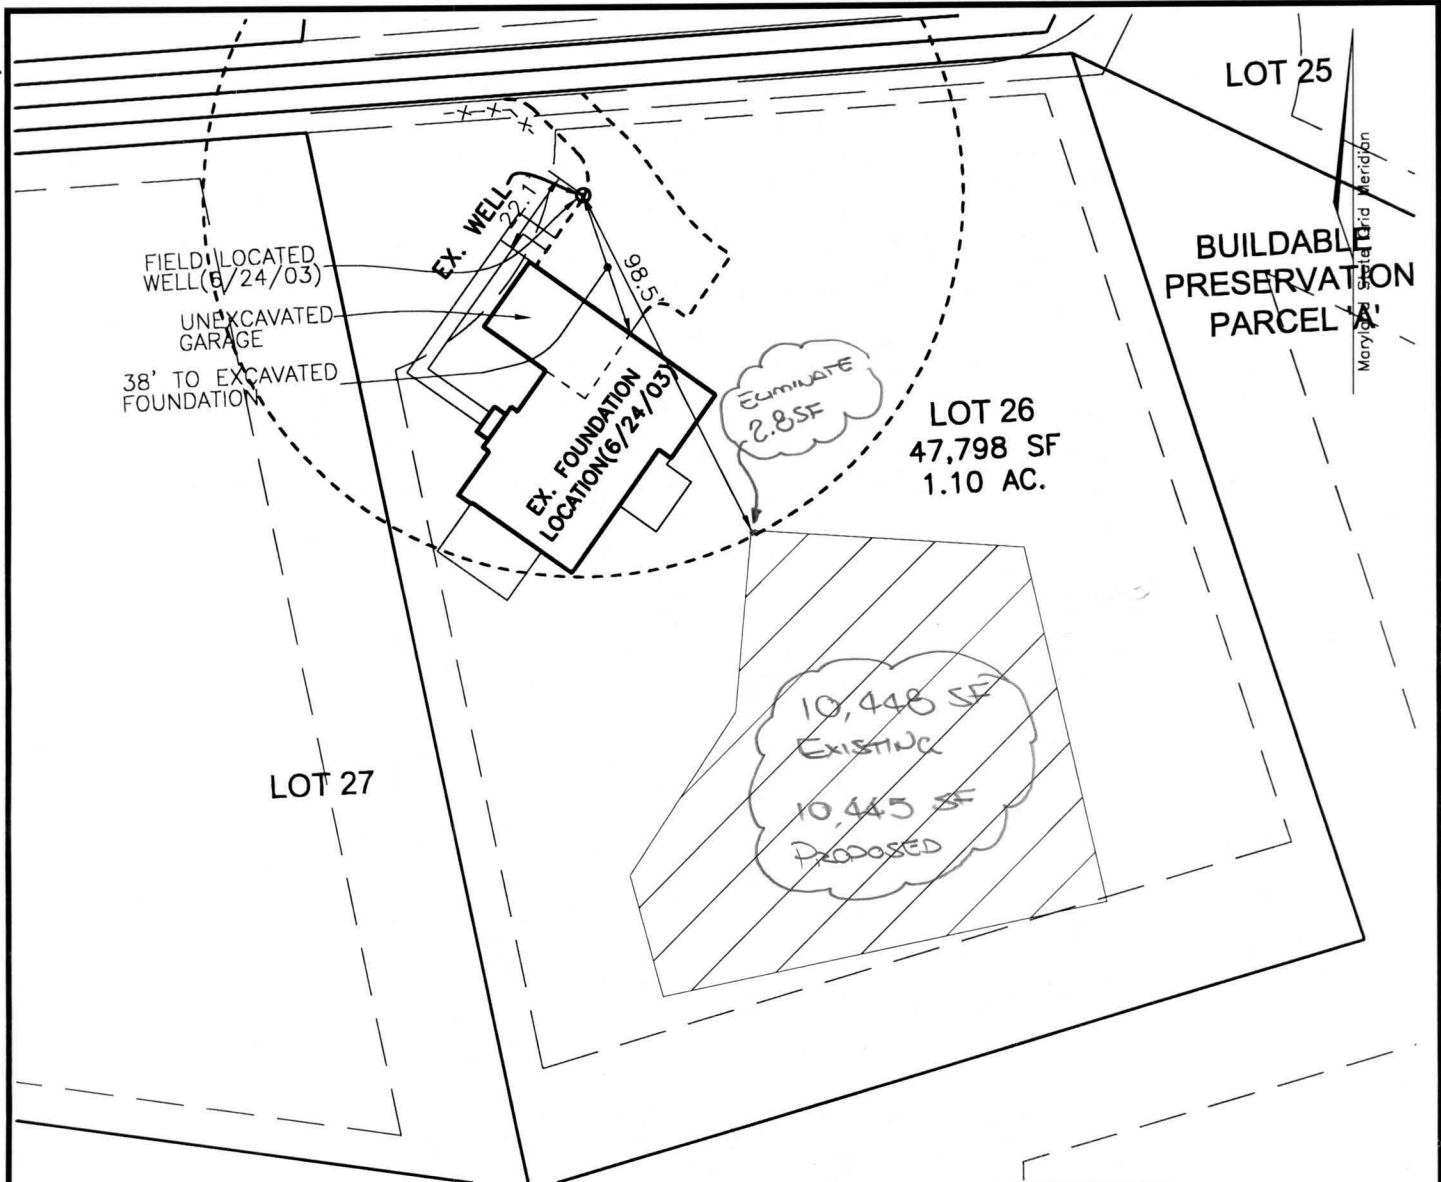 LOT 25
Maryland State Grid Meridian
BUILDABLE
PRESERVATION
PARCEL 'A'
EX. WELL
22.1'
98.5'
FIELD LOCATED
WELL(6/24/03)
UNEXCAVATED
GARAGE
38' TO EXCAVATED
FOUNDATION
EX. FOUNDATION
LOCATION(6/24/03)
ELIMINATE
2.8SF
LOT 26
47,798 SF
1.10 AC.
10,448 SF
EXISTING
10,445 SF
PROPOSED
LOT 27